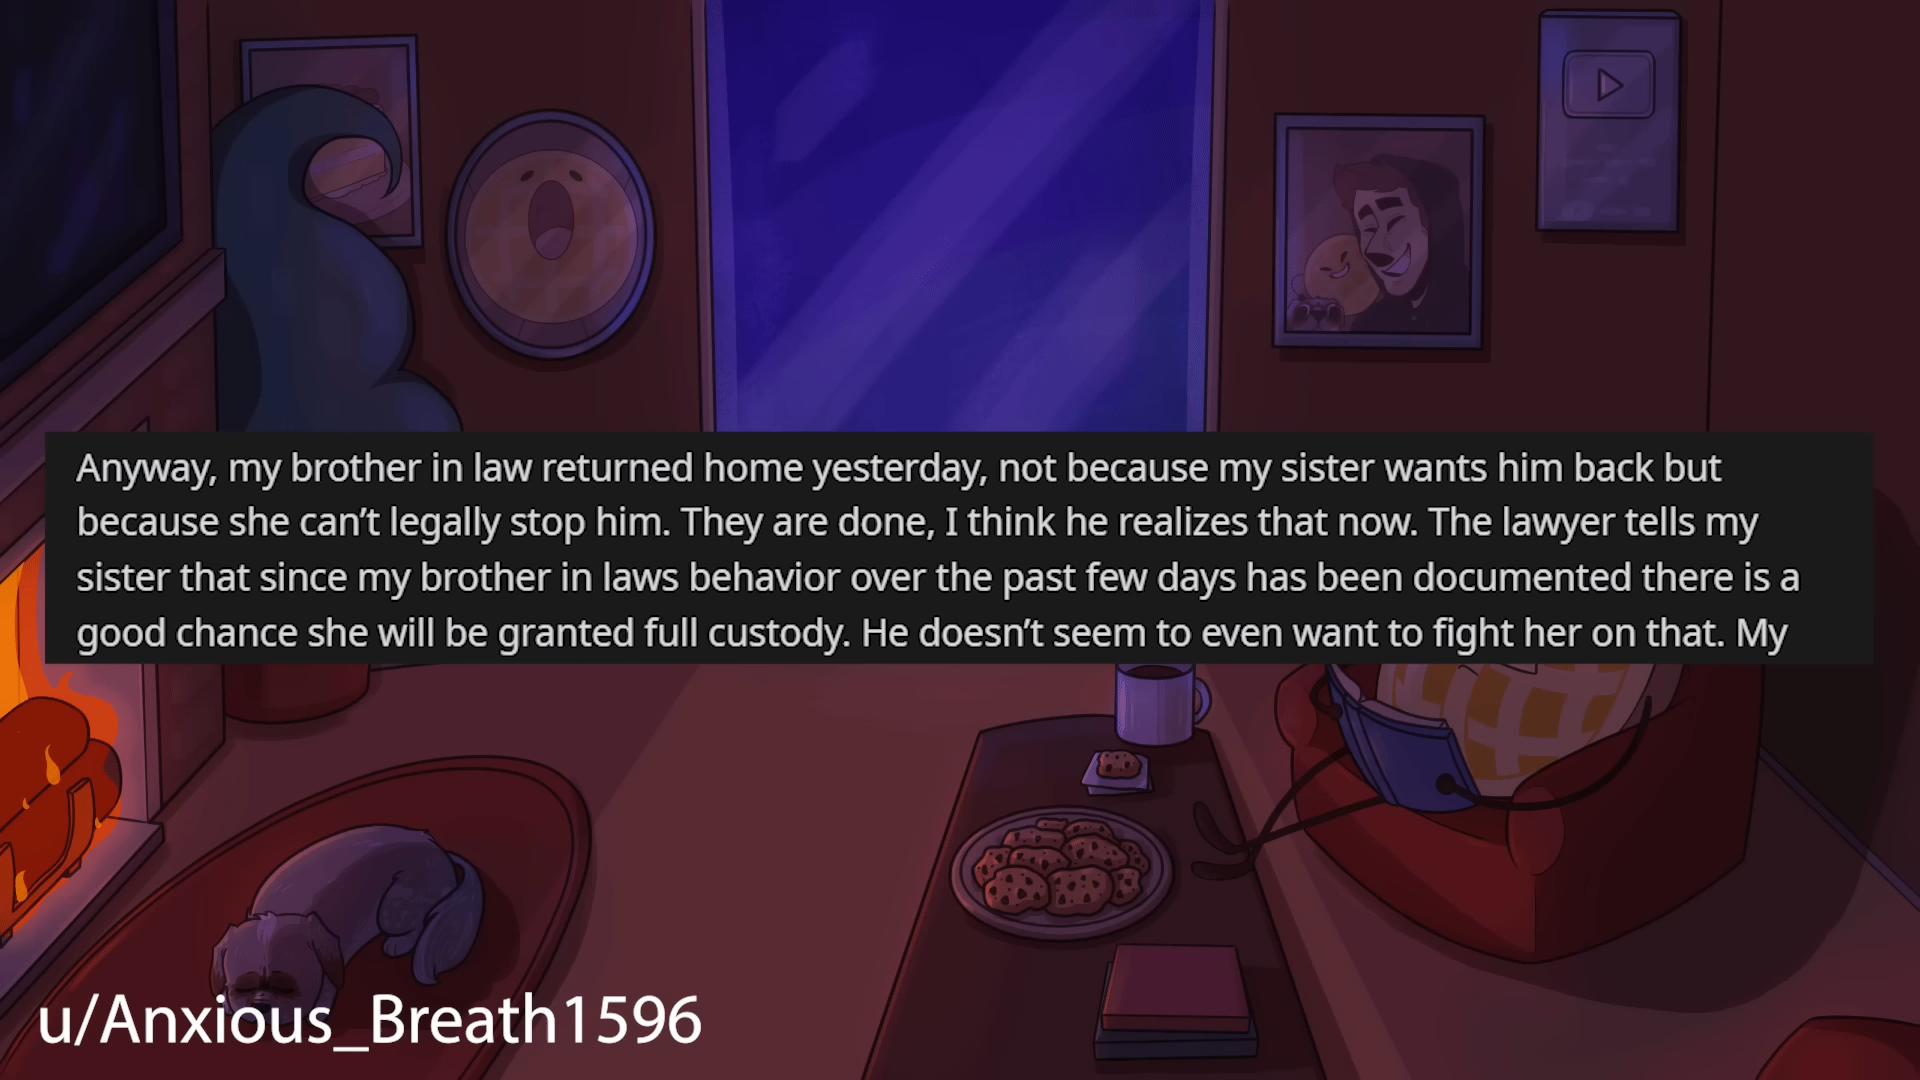 Anyway, my brother in law returned home yesterday, not because my sister wants him back but
because she can’t legally stop him. They are done, I think he realizes that now. The lawyer tells my
sister that since my brother in laws behavior over the past few days has been documented there is a
good chance she will be granted full custody. He doesn’t seem to even want to fight her on that. My
u/Anxious_Breath1596